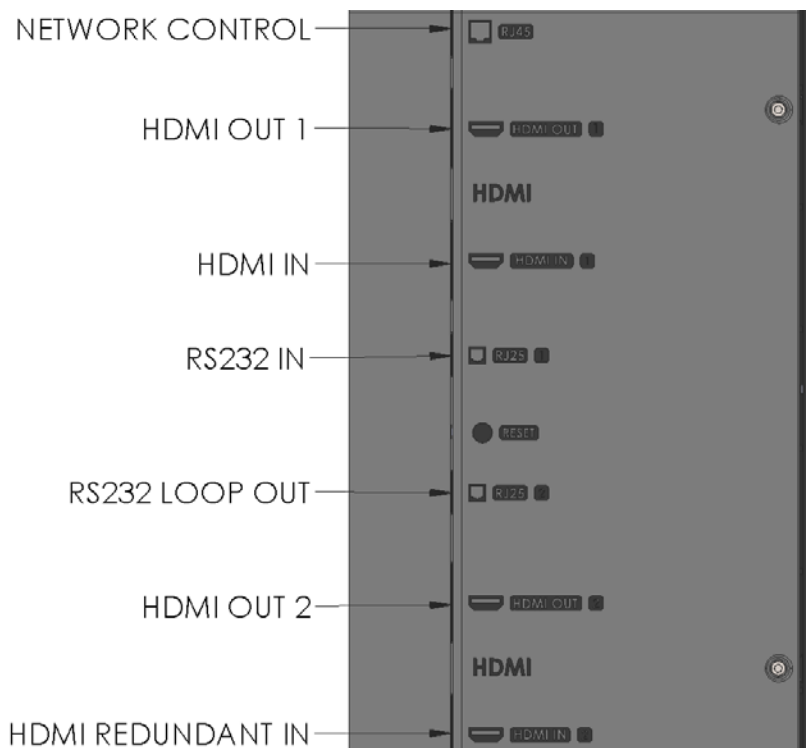 NETWORK CONTROL RJ45
HDMI OUT 1 HDMI OUT 1
HDMI
HDMI IN HDMI IN 1
RS232 IN RJ25 1
RESET
RS232 LOOP OUT RJ25 2
HDMI OUT 2 HDMI OUT 2
HDMI
HDMI REDUNDANT IN HDMI IN 2